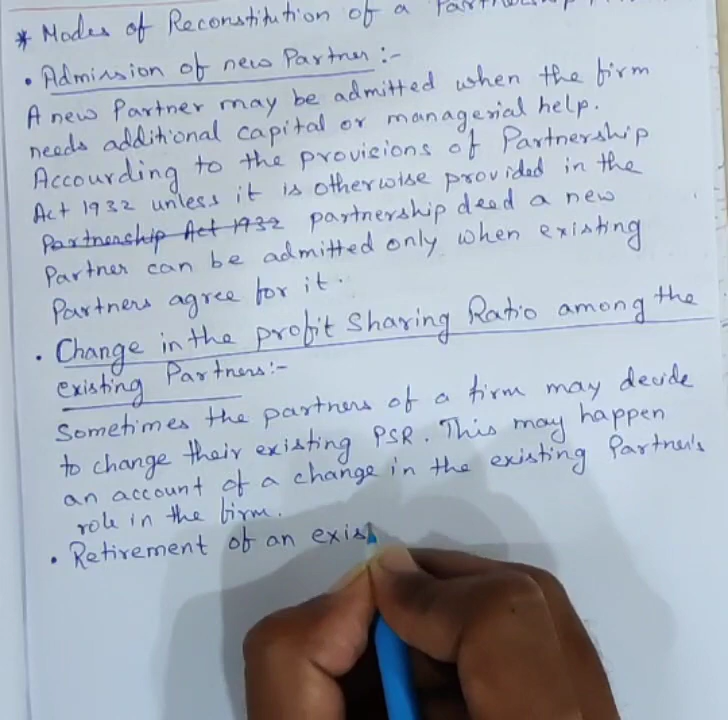 * Modes of Reconstitution of a
• Admission of new Partner :-
A new Partner may be admitted when the firm
needs additional capital or managerial help.
Accourding to the provisions of Partnership
Act 1932 unless it is otherwise provided in the
Partnership Act 1932 partnership deed a new
Partner can be admitted only when existing
Partners agree for it.
• Change in the profit Sharing Ratio among the
existing Partners:-
Sometimes the partners of a firm may decide
to change their existing PSR. This may happen
an account of a change in the existing Partner's
role in the firm.
• Retirement of an exis